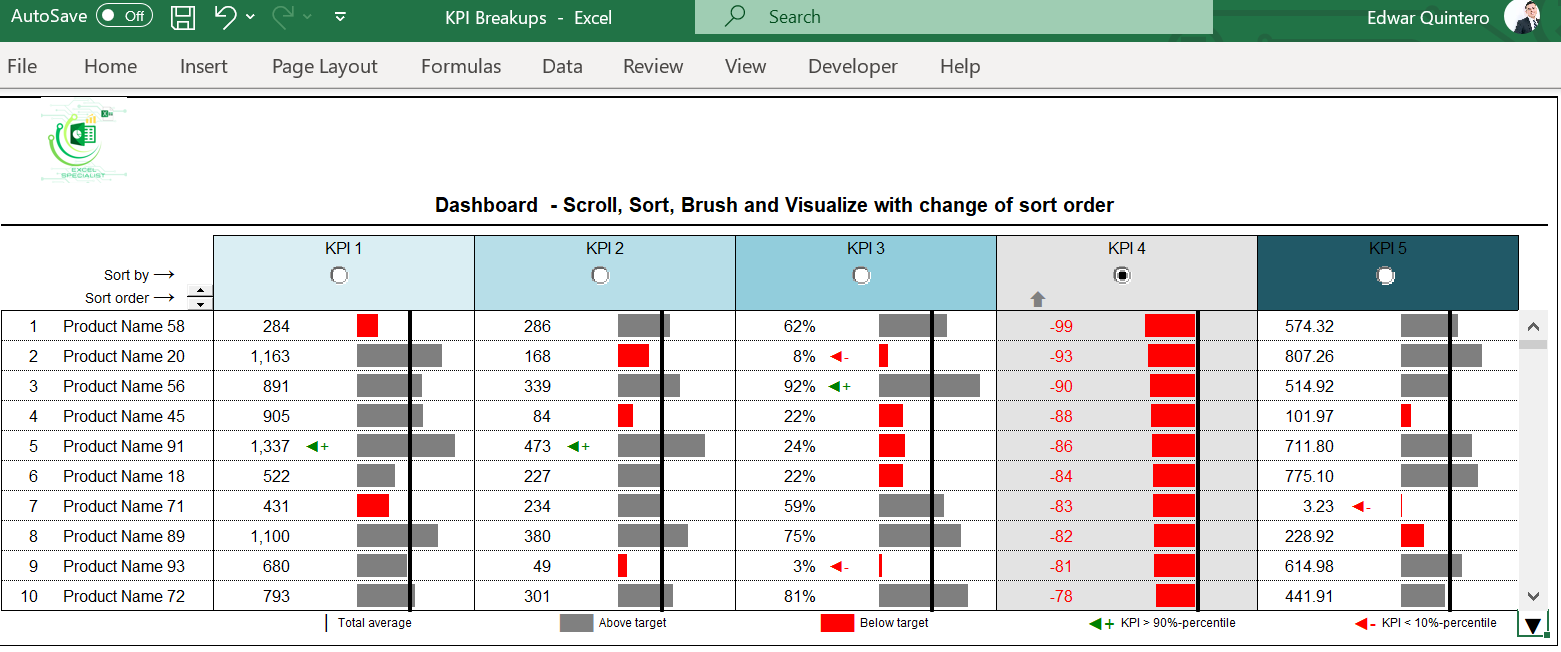 AutoSave Off KPI Breakups - Excel Search Edwar Quintero
File Home Insert Page Layout Formulas Data Review View Developer Help
EXCEL
SPECIALIST
Dashboard - Scroll, Sort, Brush and Visualize with change of sort order
KPI 1 KPI 2 KPI 3 KPI 4 KPI 5
Sort by →
Sort order →
1 Product Name 58 284 286 62% -99 574.32
2 Product Name 20 1,163 168 8% ◄- -93 807.26
3 Product Name 56 891 339 92% ◄+ -90 514.92
4 Product Name 45 905 84 22% -88 101.97
5 Product Name 91 1,337 ◄+ 473 ◄+ 24% -86 711.80
6 Product Name 18 522 227 22% -84 775.10
7 Product Name 71 431 234 59% -83 3.23 ◄-
8 Product Name 89 1,100 380 75% -82 228.92
9 Product Name 93 680 49 3% ◄- -81 614.98
10 Product Name 72 793 301 81% -78 441.91
Total average Above target Below target ◄+ KPI > 90%-percentile ◄- KPI < 10%-percentile